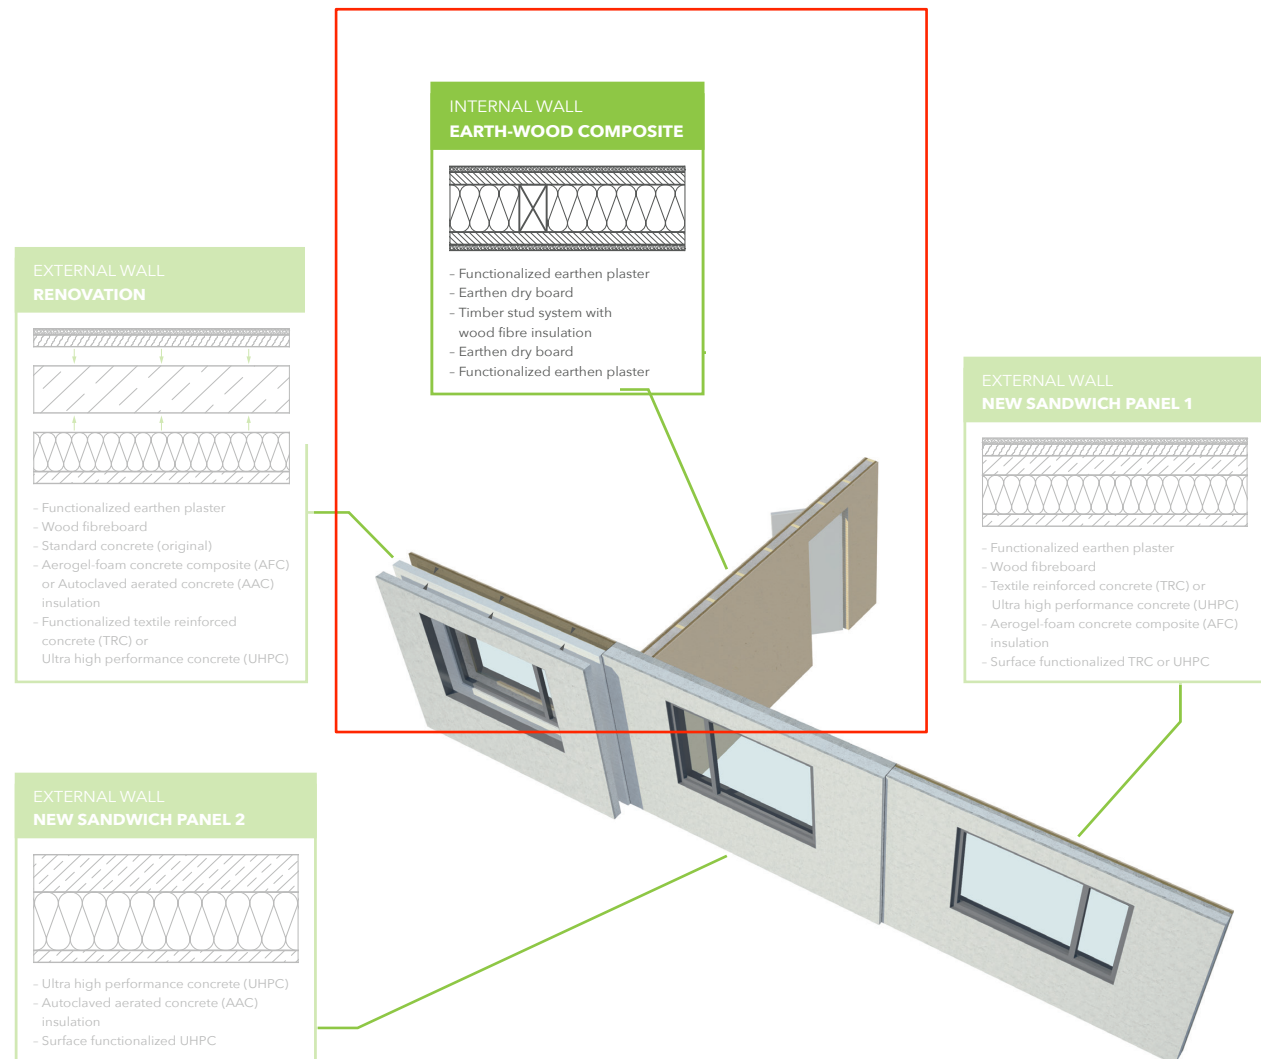 INTERNAL WALL
EARTH-WOOD COMPOSITE
– Functionalized earthen plaster
– Earthen dry board
– Timber stud system with
wood fibre insulation
– Earthen dry board
– Functionalized earthen plaster
EXTERNAL WALL
RENOVATION
– Functionalized earthen plaster
– Wood fibreboard
– Standard concrete (original)
– Aerogel-foam concrete composite (AFC)
or Autoclaved aerated concrete (AAC)
insulation
– Functionalized textile reinforced
concrete (TRC) or
Ultra high performance concrete (UHPC)
EXTERNAL WALL
NEW SANDWICH PANEL 1
– Functionalized earthen plaster
– Wood fibreboard
– Textile reinforced concrete (TRC) or
Ultra high performance concrete (UHPC)
– Aerogel-foam concrete composite (AFC)
insulation
– Surface functionalized TRC or UHPC
EXTERNAL WALL
NEW SANDWICH PANEL 2
– Ultra high performance concrete (UHPC)
– Autoclaved aerated concrete (AAC)
insulation
– Surface functionalized UHPC